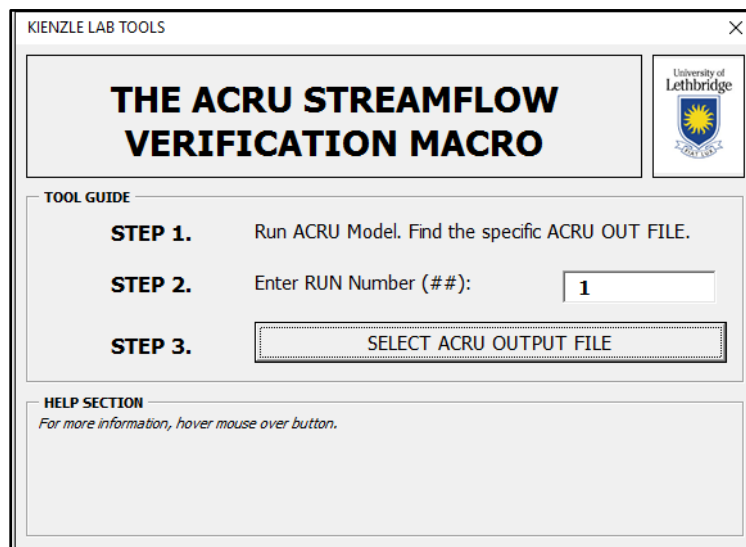 KIENZLE LAB TOOLS
THE ACRU STREAMFLOW
VERIFICATION MACRO
University of
Lethbridge
FIAT LUX
TOOL GUIDE
STEP 1. Run ACRU Model. Find the specific ACRU OUT FILE.
STEP 2. Enter RUN Number (##): 1
STEP 3. SELECT ACRU OUTPUT FILE
HELP SECTION
For more information, hover mouse over button.